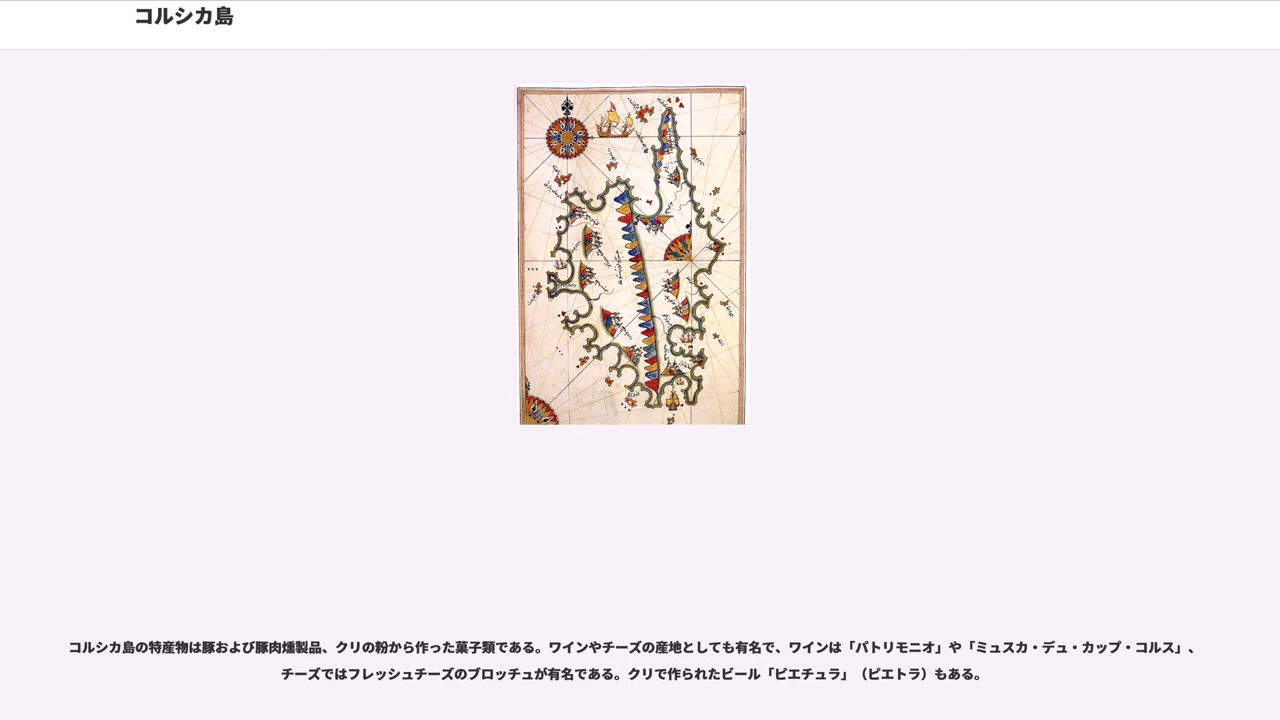 コルシカ島
コルシカ島の特産物は豚および豚肉燻製品、クリの粉から作った菓子類である。ワインやチーズの産地としても有名で、ワインは「パトリモニオ」や「ミュスカ・デュ・カップ・コルス」、
チーズではフレッシュチーズのブロッチュが有名である。クリで作られたビール「ピエチュラ」（ピエトラ）もある。